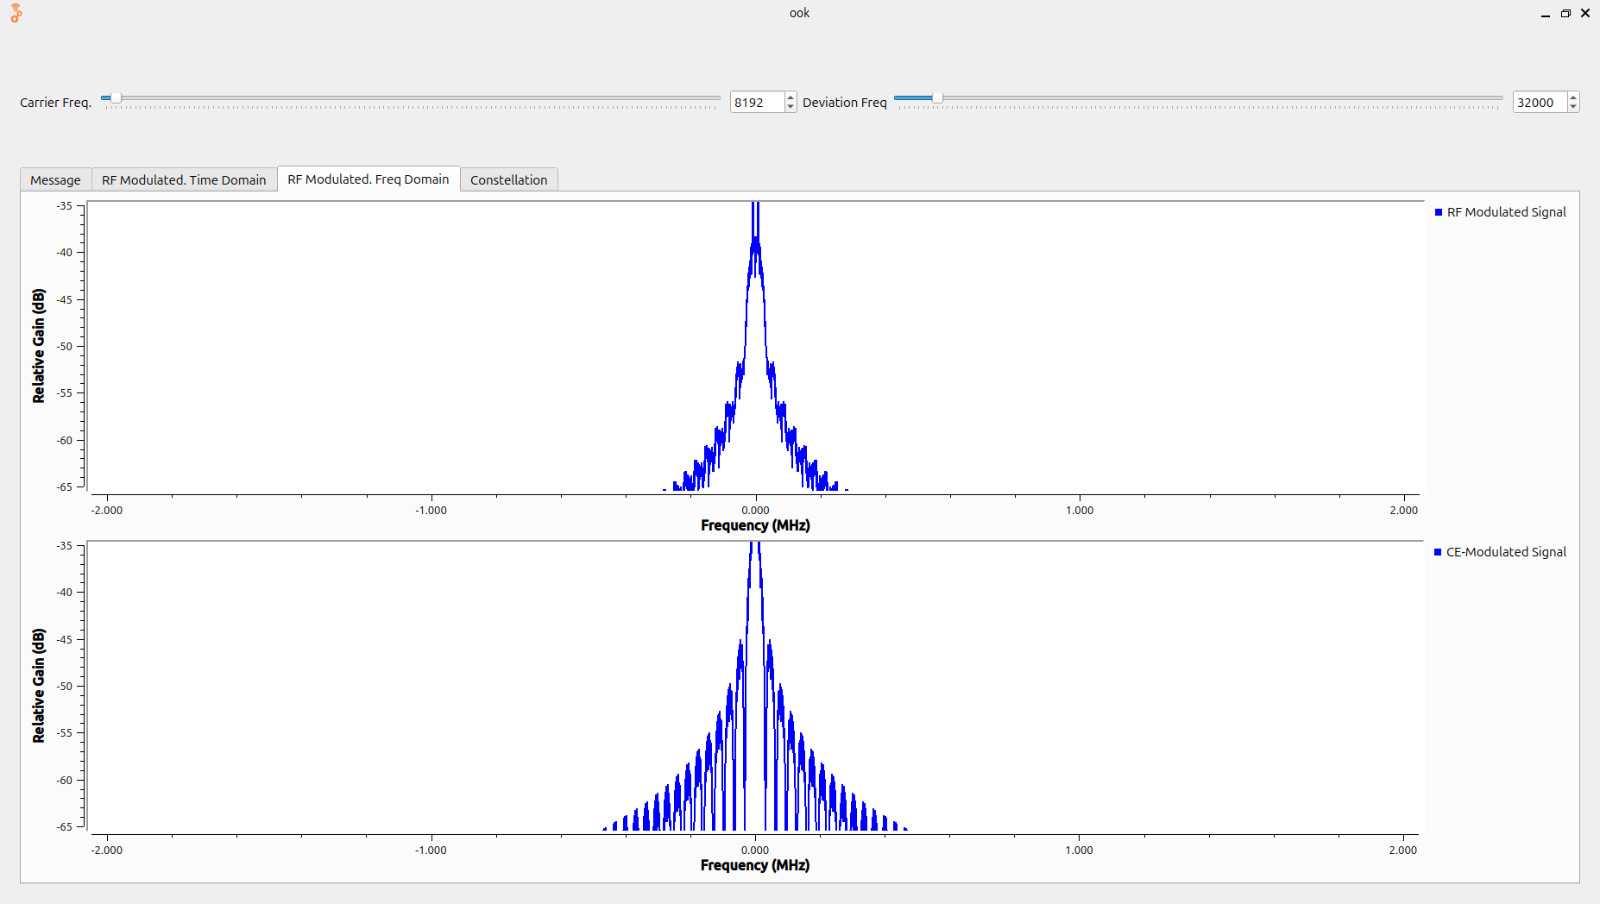 ook
Carrier Freq. 8192 Deviation Freq 32000
Message RF Modulated. Time Domain RF Modulated. Freq Domain Constellation
RF Modulated Signal
Relative Gain (dB)
-35
-40
-45
-50
-55
-60
-65
-2.000 -1.000 0.000 1.000 2.000
Frequency (MHz)
CE-Modulated Signal
Relative Gain (dB)
-35
-40
-45
-50
-55
-60
-65
-2.000 -1.000 0.000 1.000 2.000
Frequency (MHz)